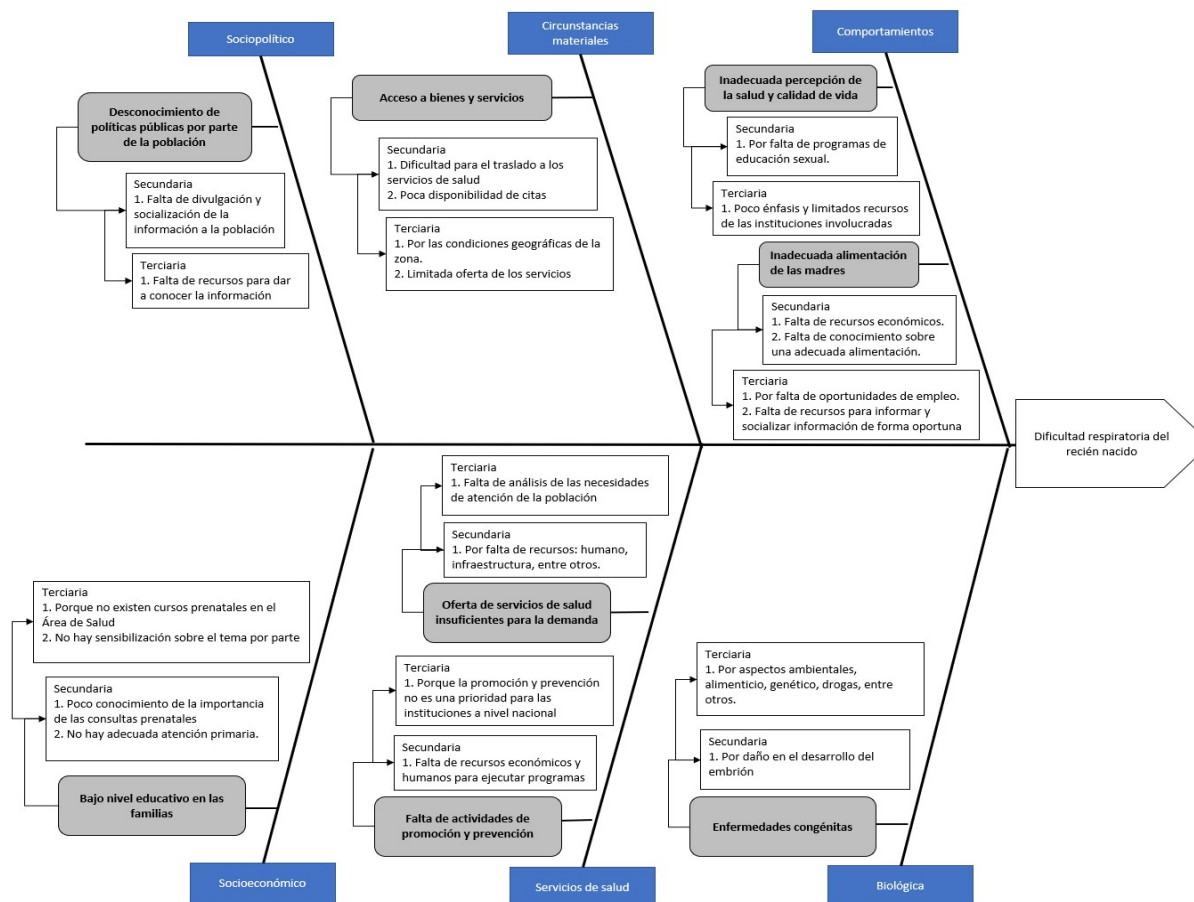 Sociopolítico
Circunstancias
materiales
Comportamientos
Desconocimiento de
políticas públicas por parte
de la población
Secundaria
1. Falta de divulgación y
socialización de la
información a la población
Terciaria
1. Falta de recursos para dar
a conocer la información
Acceso a bienes y servicios
Secundaria
1. Dificultad para el traslado a los
servicios de salud
2. Poca disponibilidad de citas
Terciaria
1. Por las condiciones geográficas de la
zona.
2. Limitada oferta de los servicios
Inadecuada percepción de
la salud y calidad de vida
Secundaria
1. Por falta de programas de
educación sexual.
Terciaria
1. Poco énfasis y limitados recursos
de las instituciones involucradas
Inadecuada alimentación
de las madres
Secundaria
1. Falta de recursos económicos.
2. Falta de conocimiento sobre
una adecuada alimentación.
Terciaria
1. Por falta de oportunidades de empleo.
2. Falta de recursos para informar y
socializar información de forma oportuna
Dificultad respiratoria del
recién nacido
Terciaria
1. Porque no existen cursos prenatales en el
Área de Salud
2. No hay sensibilización sobre el tema por parte
Secundaria
1. Poco conocimiento de la importancia
de las consultas prenatales
2. No hay adecuada atención primaria.
Bajo nivel educativo en las
familias
Terciaria
1. Falta de análisis de las necesidades
de atención de la población
Secundaria
1. Por falta de recursos: humano,
infraestructura, entre otros.
Oferta de servicios de salud
insuficientes para la demanda
Terciaria
1. Porque la promoción y prevención
no es una prioridad para las
instituciones a nivel nacional
Secundaria
1. Falta de recursos económicos y
humanos para ejecutar programas
Falta de actividades de
promoción y prevención
Terciaria
1. Por aspectos ambientales,
alimenticio, genético, drogas, entre
otros.
Secundaria
1. Por daño en el desarrollo del
embrión
Enfermedades congénitas
Socioeconómico
Servicios de salud
Biológica